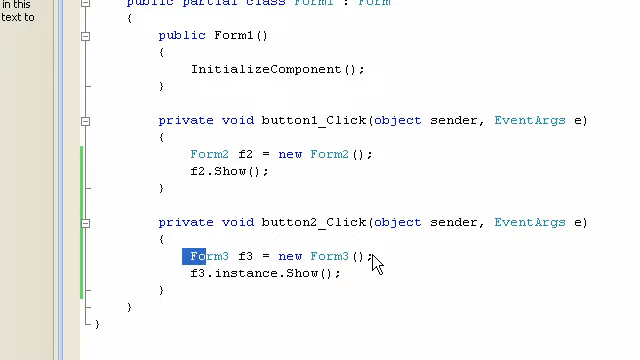 in this
text to
public partial class Form1 : Form
{
public Form1()
{
InitializeComponent();
}
private void button1_Click(object sender, EventArgs e)
{
Form2 f2 = new Form2();
f2.Show();
}
private void button2_Click(object sender, EventArgs e)
{
Form3 f3 = new Form3();
f3.instance.Show();
}
}
}